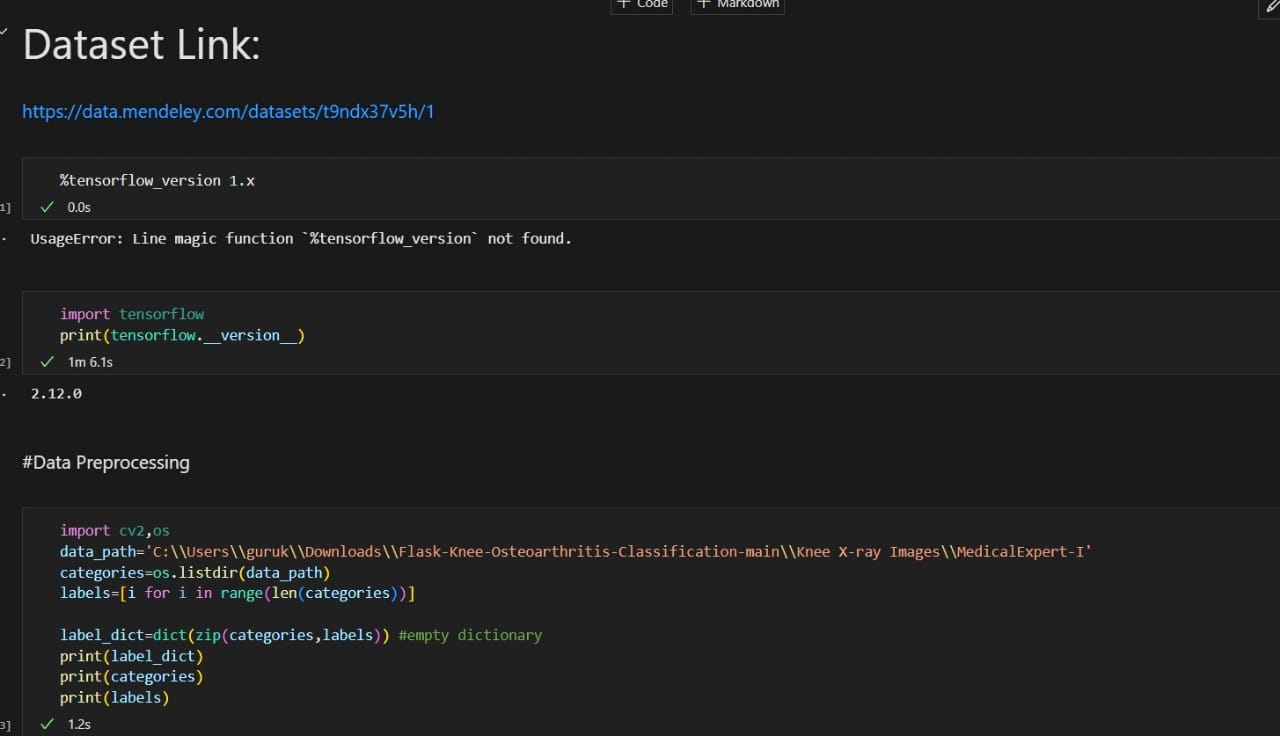 + Code + Markdown
Dataset Link:
https://data.mendeley.com/datasets/t9ndx37v5h/1
%tensorflow_version 1.x
1] ✓ 0.0s
UsageError: Line magic function `%tensorflow_version` not found.
import tensorflow
print(tensorflow.__version__)
2] ✓ 1m 6.1s
2.12.0
#Data Preprocessing
import cv2,os
data_path='C:\\Users\\guruk\\Downloads\\Flask-Knee-Osteoarthritis-Classification-main\\Knee X-ray Images\\MedicalExpert-I'
categories=os.listdir(data_path)
labels=[i for i in range(len(categories))]
label_dict=dict(zip(categories,labels)) #empty dictionary
print(label_dict)
print(categories)
print(labels)
3] ✓ 1.2s